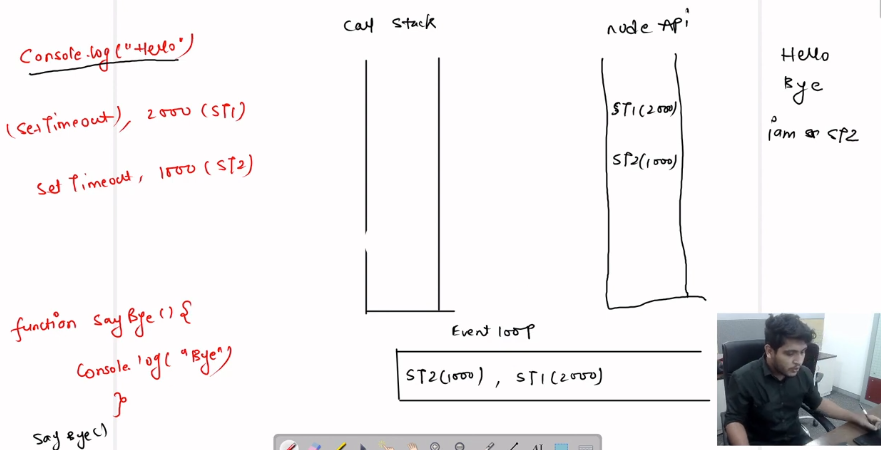 Console.log("Hello")
(SetTimeout), 2000 (ST1)
Set Timeout, 1000 (ST2)
function sayBye() {
Console.log("Bye")
}
Say Bye()
Call Stack
node API
ST1(2000)
ST2(1000)
Event loop
ST2(1000), ST1(2000)
Hello
Bye
iam ST2